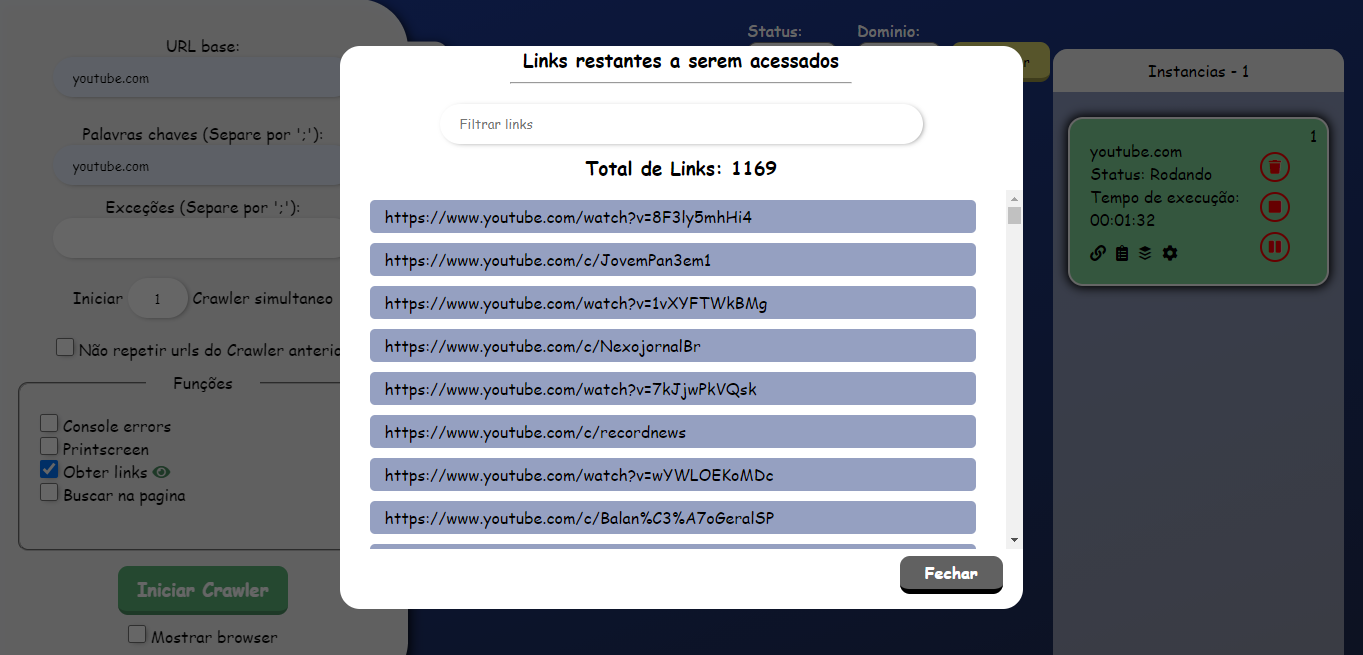 URL base:
youtube.com
Palavras chaves (Separe por ';'):
youtube.com
Exceções (Separe por ';'):
Iniciar 1 Crawler simultaneo
Não repetir urls do Crawler anterio
Funções
Console errors
Printscreen
Obter links
Buscar na pagina
Iniciar Crawler
Mostrar browser
Status:
Dominio:
Links restantes a serem acessados
Filtrar links
Total de Links: 1169
https://www.youtube.com/watch?v=8F3ly5mhHi4
https://www.youtube.com/c/JovemPan3em1
https://www.youtube.com/watch?v=1vXYFTWkBMg
https://www.youtube.com/c/NexojornalBr
https://www.youtube.com/watch?v=7kJjwPkVQsk
https://www.youtube.com/c/recordnews
https://www.youtube.com/watch?v=wYWLOEKoMDc
https://www.youtube.com/c/Balan%C3%A7oGeralSP
Fechar
Instancias - 1
1
youtube.com
Status: Rodando
Tempo de execução:
00:01:32